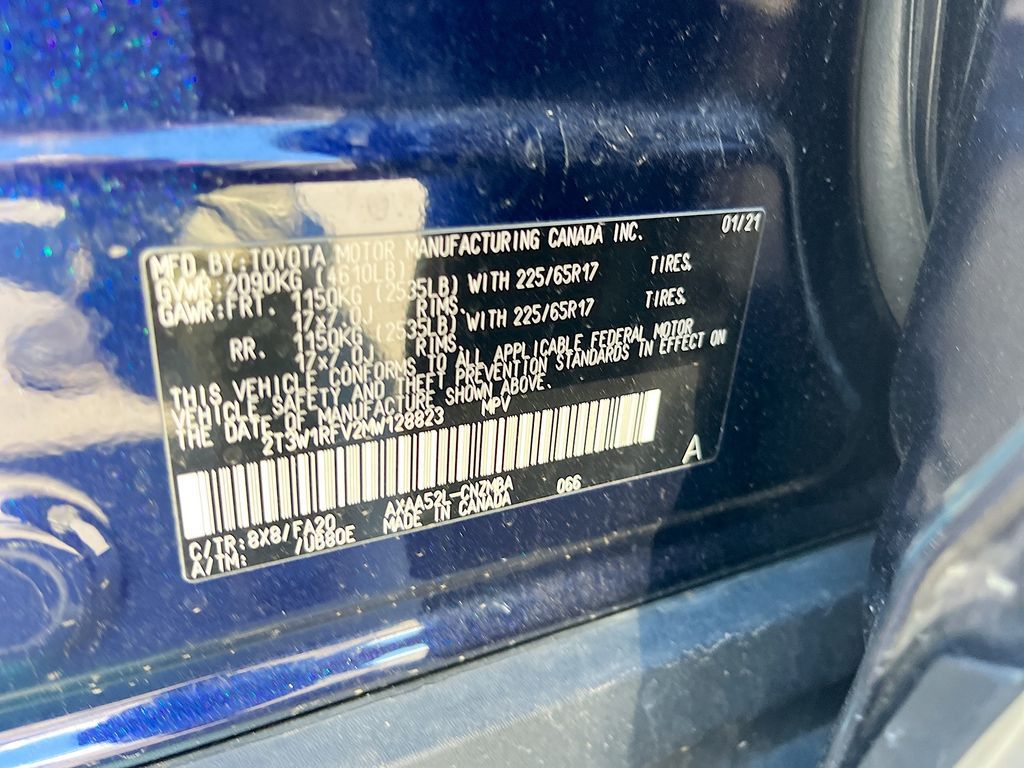 MFD. BY: TOYOTA MOTOR MANUFACTURING CANADA INC. 01/21
GVWR: 2090KG (4610LB)
GAWR: FRT. 1150KG (2535LB) WITH 225/65R17 TIRES,
17x7.0J RIMS,
RR. 1150KG (2535LB) WITH 225/65R17 TIRES,
17x7.0J RIMS
THIS VEHICLE CONFORMS TO ALL APPLICABLE FEDERAL MOTOR
VEHICLE SAFETY AND THEFT PREVENTION STANDARDS IN EFFECT ON
THE DATE OF MANUFACTURE SHOWN ABOVE.
2T3W1RFV2MW128823 MPV
A
C/TR: 8X8/FA20 AXAA52L-CNZMBA 066
A/TM: /UB80E MADE IN CANADA